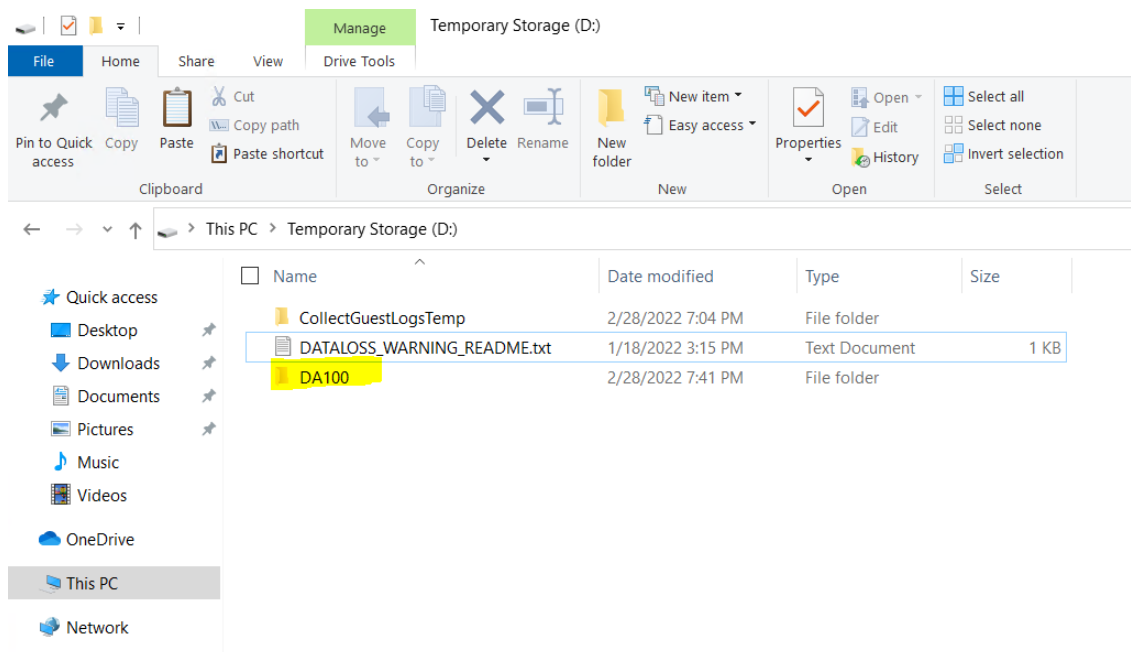 Manage
Temporary Storage (D:)
File
Home
Share
View
Drive Tools
Pin to Quick access
Copy
Paste
Cut
Copy path
Paste shortcut
Move to
Copy to
Delete
Rename
New folder
New item
Easy access
Properties
Open
Edit
History
Select all
Select none
Invert selection
Clipboard
Organize
New
Open
Select
This PC
Temporary Storage (D:)
Name
Date modified
Type
Size
Quick access
Desktop
Downloads
Documents
Pictures
Music
Videos
OneDrive
This PC
Network
CollectGuestLogsTemp 2/28/2022 7:04 PM File folder
DATALOSS_WARNING_README.txt 1/18/2022 3:15 PM Text Document 1 KB
DA100 2/28/2022 7:41 PM File folder